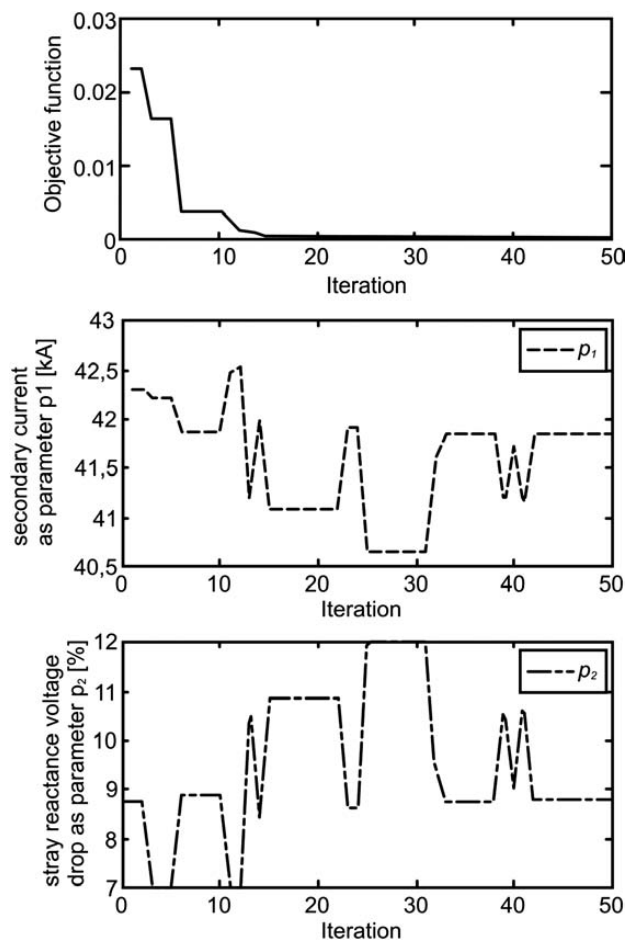 Objective function
0.03
0.02
0.01
0
0 10 20 30 40 50
Iteration
secondary current
as parameter p1 [kA]
43
42,5
42
41,5
41
40,5
p₁
0 10 20 30 40 50
Iteration
stray reactance voltage
drop as parameter p₂ [%]
12
11
10
9
8
7
p₂
0 10 20 30 40 50
Iteration